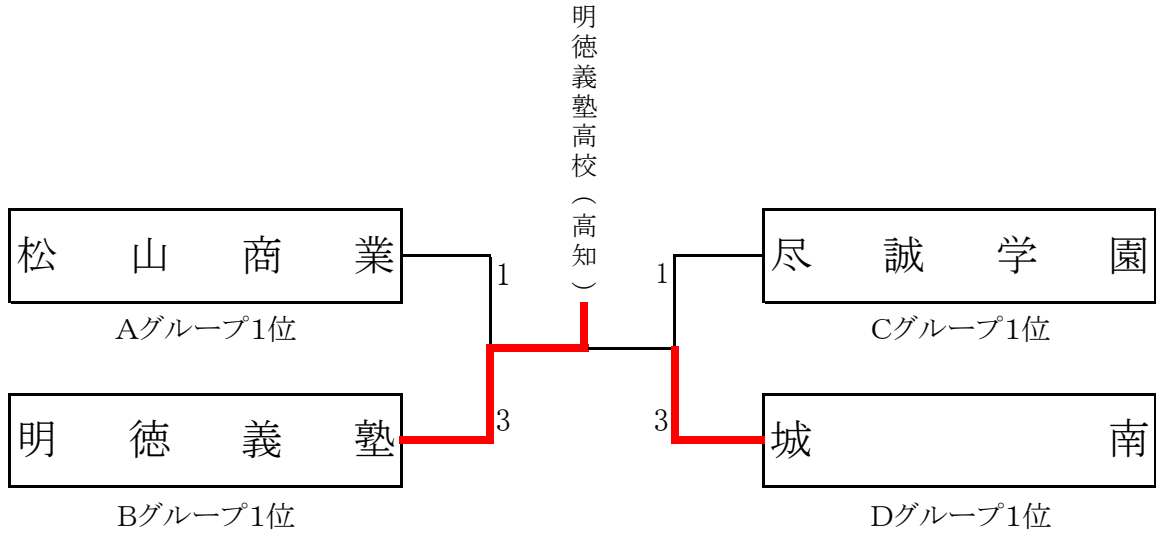 明徳義塾高校（高知）
松山商業
1
1
尽誠学園
Aグループ1位
Cグループ1位
明徳義塾
3
3
城南
Bグループ1位
Dグループ1位